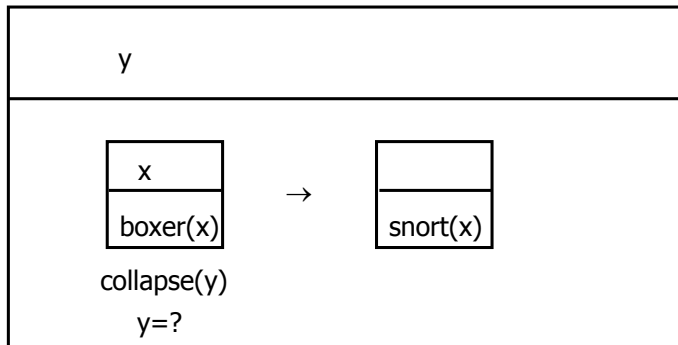 y
x
→
boxer(x) snort(x)
collapse(y)
y=?